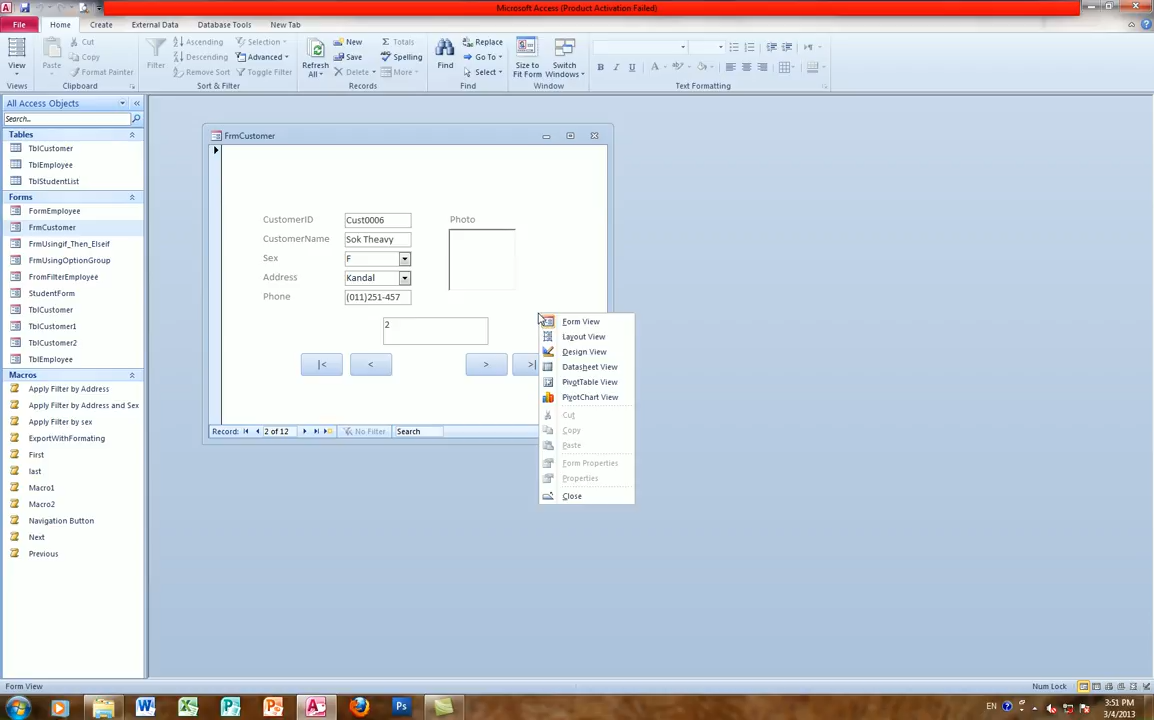 Microsoft Access (Product Activation Failed)
File Home Create External Data Database Tools New Tab
View
Views
Paste
Cut
Copy
Format Painter
Clipboard
Filter
Ascending
Descending
Remove Sort
Selection
Advanced
Toggle Filter
Sort & Filter
Refresh All
New
Save
Delete
Totals
Spelling
More
Records
Find
Replace
Go To
Select
Find
Size to Fit Form
Switch Windows
Window
B I U A
Text Formatting
All Access Objects
Search...
Tables
TblCustomer
TblEmployee
TblStudentList
Forms
FormEmployee
FrmCustomer
FrmUsingif_Then_Elseif
FrmUsingOptionGroup
FromFilterEmployee
StudentForm
TblCustomer
TblCustomer1
TblCustomer2
TblEmployee
Macros
Apply Filter by Address
Apply Filter by Address and Sex
Apply Filter by sex
ExportWithFormating
First
last
Macro1
Macro2
Navigation Button
Next
Previous
FrmCustomer
CustomerID Cust0006
CustomerName Sok Theavy
Sex F
Address Kandal
Phone (011)251-457
Photo
2
|< < > >|
Record: 2 of 12 No Filter Search
Form View
Layout View
Design View
Datasheet View
PivotTable View
PivotChart View
Cut
Copy
Paste
Form Properties
Properties
Close
Form View
Num Lock
EN
3:51 PM
3/4/2013